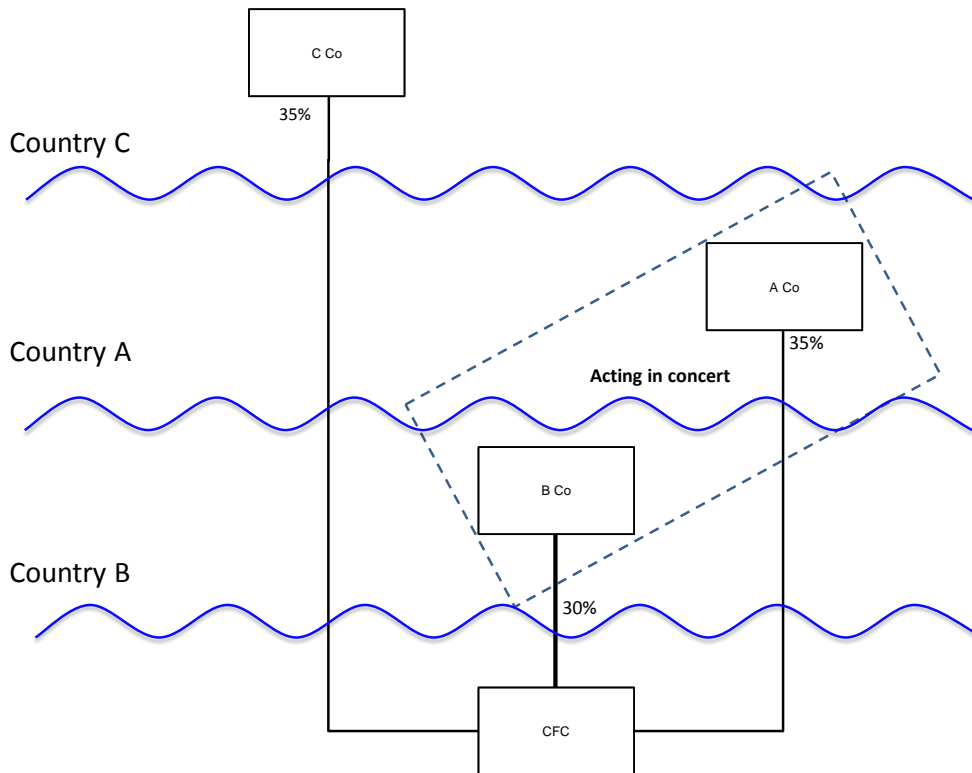 C Co
35%
Country C
A Co
35%
Country A
Acting in concert
B Co
Country B
30%
CFC